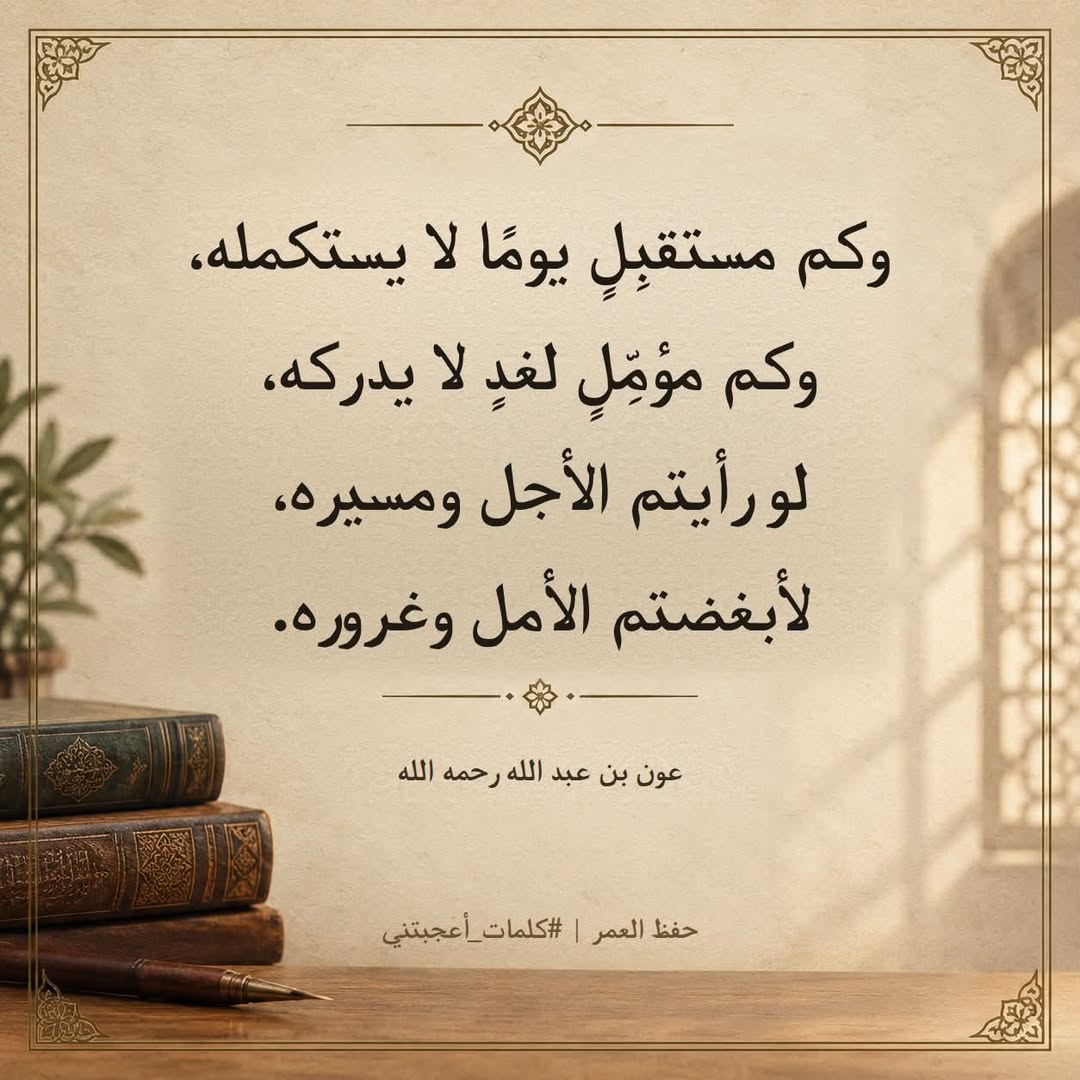 وكم مستقبِلٍ يومًا لا يستكمله،
وكم مؤمِّلٍ لغدٍ لا يدركه،
لو رأيتم الأجل ومسيره،
لأبغضتم الأمل وغروره.
عون بن عبد الله رحمه الله
حفظ العمر | #كلمات_أعجبتني